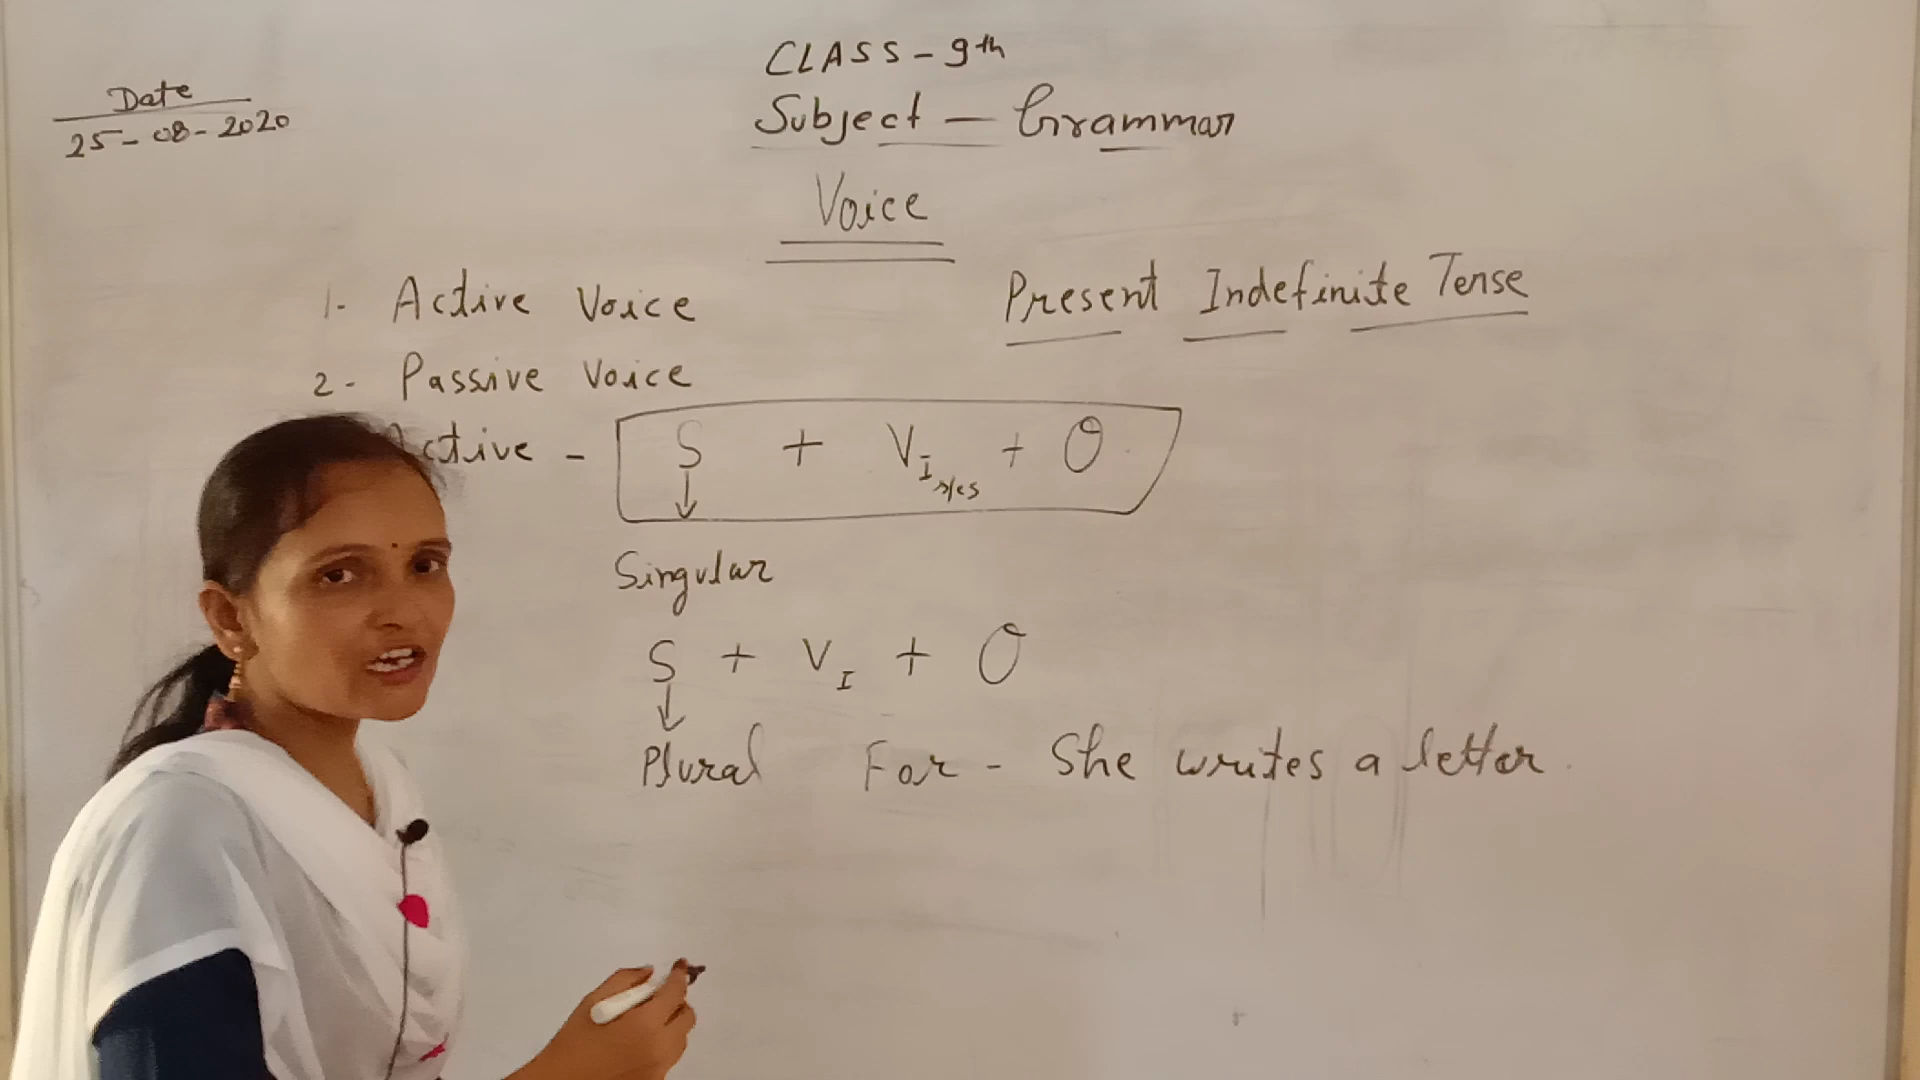 CLASS - 9th
Date
25-08-2020
Subject - Grammar
Voice
1- Active Voice
Present Indefinite Tense
2- Passive Voice
Active - S + VI s/es + O
Singular
S + VI + O
Plural For - She writes a letter.